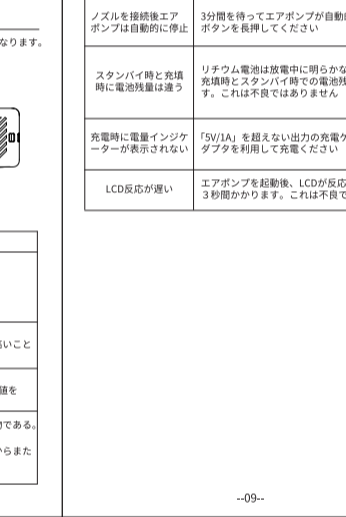 なります。
いこと
値を
である。
らまた
ノズルを接続後エア
ポンプは自動的に停止
3分間を待ってエアポンプが自動
ボタンを長押してください
スタンバイ時と充填
時に電池残量は違う
リチウム電池は放電中に明らかな
充填時とスタンバイ時での電池残
す。これは不良ではありません
充電時に電量インジケ
ーターが表示されない
「5V/1A」を超えない出力の充電ケ
ダプタを利用して充電ください
LCD反応が遅い
エアポンプを起動後、LCDが反応
３秒間かかります。これは不良で
--09--